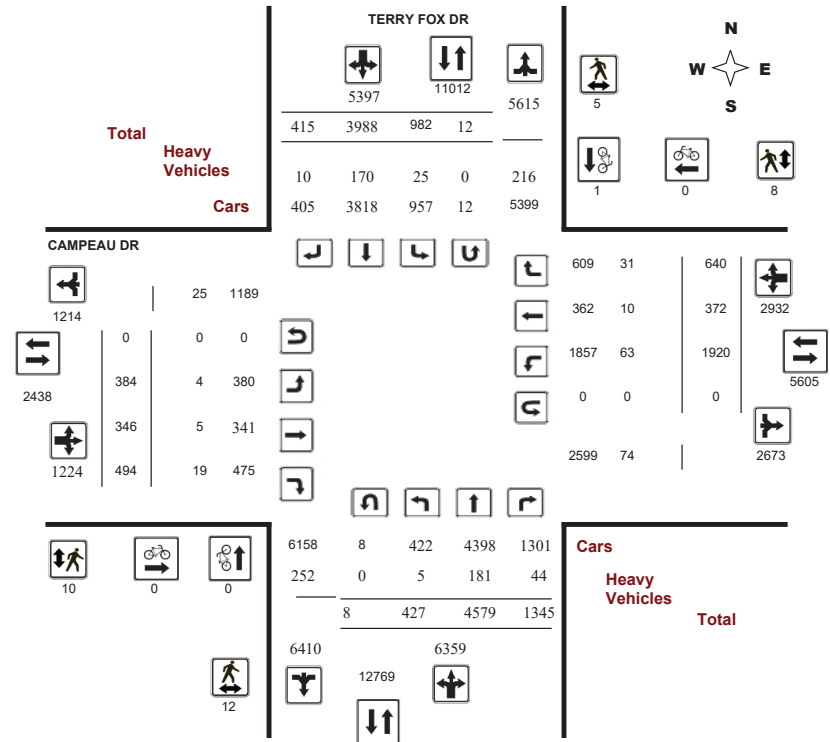 TERRY FOX DR
N
W E
S
5397 11012 5615
5
415 3988 982 12
Total
Heavy
Vehicles
Cars
10 170 25 0 216
405 3818 957 12 5399
1 0 8
CAMPEAU DR
1214
25 1189
2438
0 0 0
384 4 380
346 5 341
1224
494 19 475
609 31 640
2932
362 10 372
5605
1857 63 1920
0 0 0
2673
2599 74
10 0 0
12
6158 8 422 4398 1301
252 0 5 181 44
8 427 4579 1345
6410 6359
12769
Cars
Heavy
Vehicles
Total